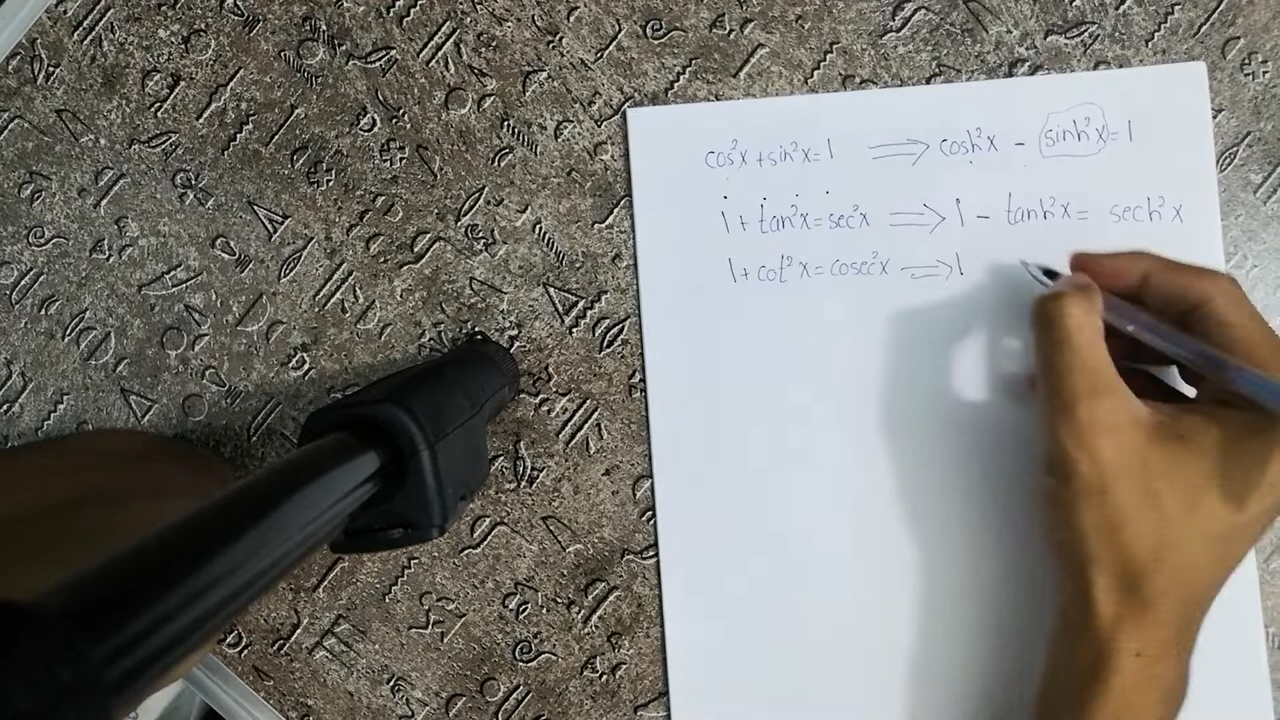 cos²x + sin²x = 1 ⟹ cosh²x - sinh²x = 1
1 + tan²x = sec²x ⟹ 1 - tanh²x = sech²x
1 + cot²x = cosec²x ⟹ 1